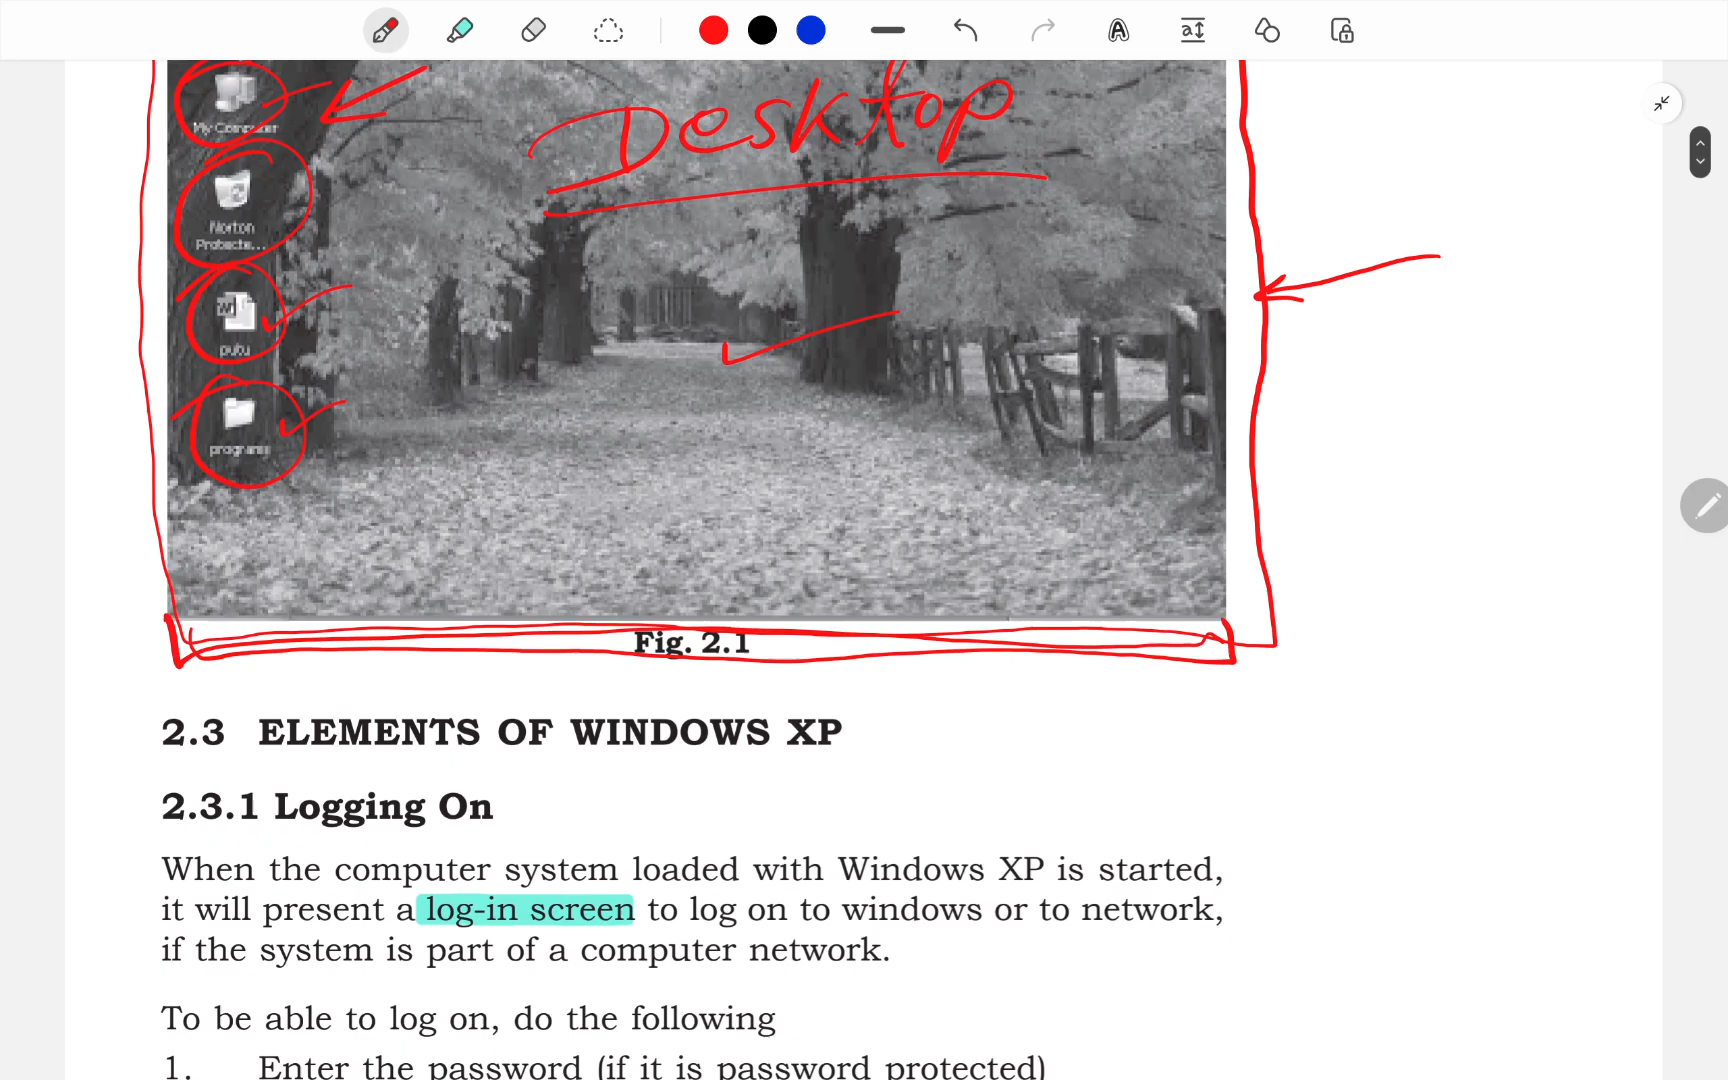 My Computer
Desktop
Norton
Protecte...
W
putu
programs
Fig. 2.1
2.3 ELEMENTS OF WINDOWS XP
2.3.1 Logging On
When the computer system loaded with Windows XP is started,
it will present a log-in screen to log on to windows or to network,
if the system is part of a computer network.
To be able to log on, do the following
1. Enter the password (if it is password protected)